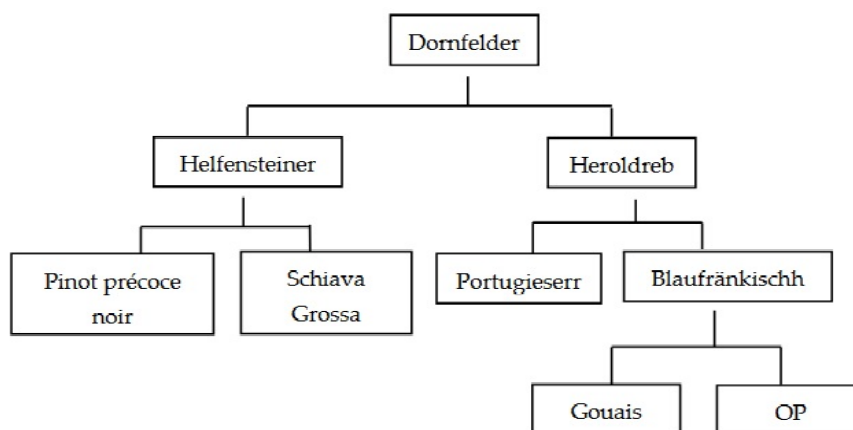 Dornfelder
Helfensteiner
Heroldreb
Pinot précoce
noir
Schiava
Grossa
Portugieserr
Blaufränkischh
Gouais
OP